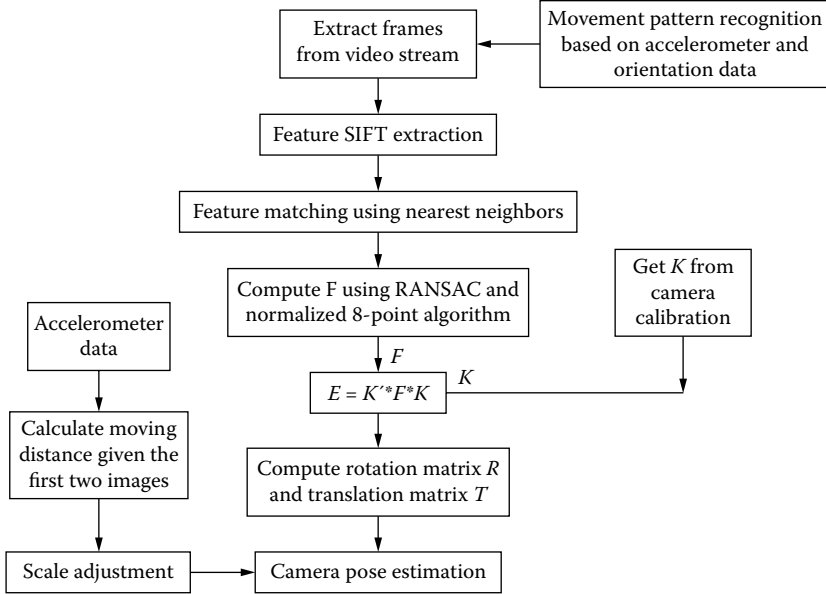 Extract frames
from video stream
Movement pattern recognition
based on accelerometer and
orientation data
Feature SIFT extraction
Feature matching using nearest neighbors
Compute F using RANSAC and
normalized 8-point algorithm
Get K from
camera
calibration
Accelerometer
data
F
K
E = K´*F*K
Calculate moving
distance given the
first two images
Compute rotation matrix R
and translation matrix T
Scale adjustment
Camera pose estimation